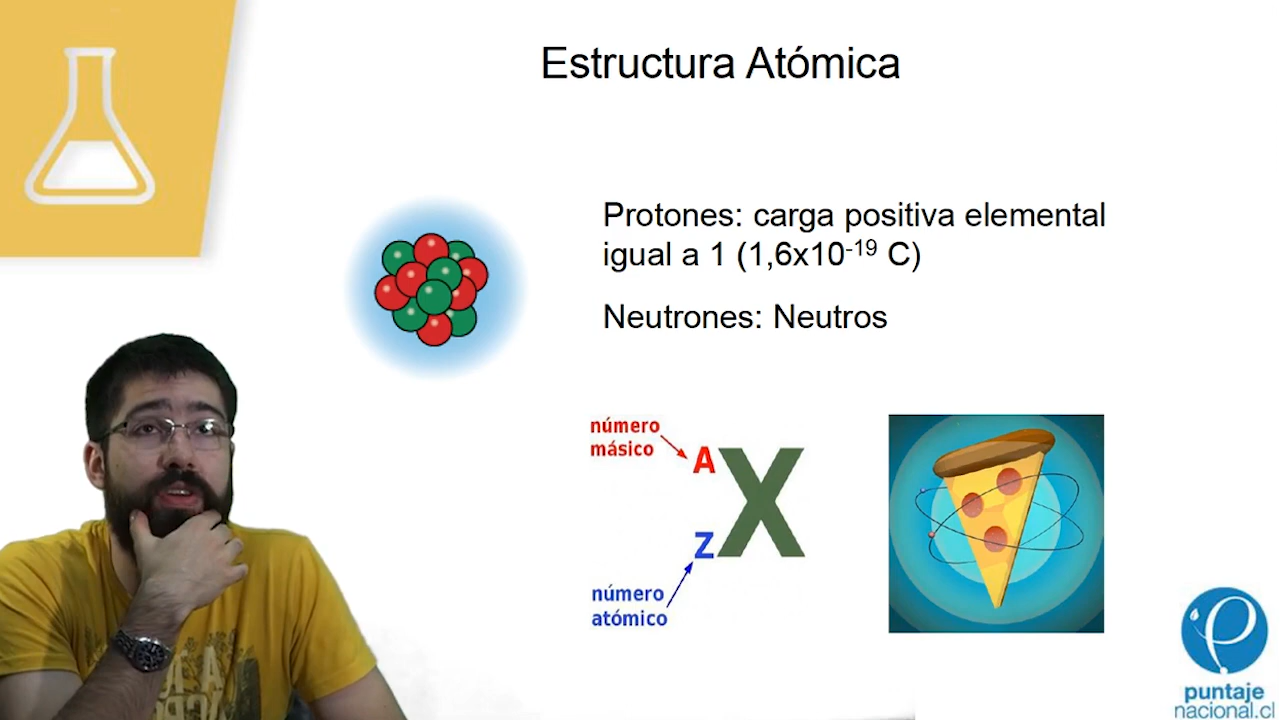 Estructura Atómica
Protones: carga positiva elemental
igual a 1 (1,6x10⁻¹⁹ C)
Neutrones: Neutros
número
másico
A
X
Z
número
atómico
puntaje
nacional.cl